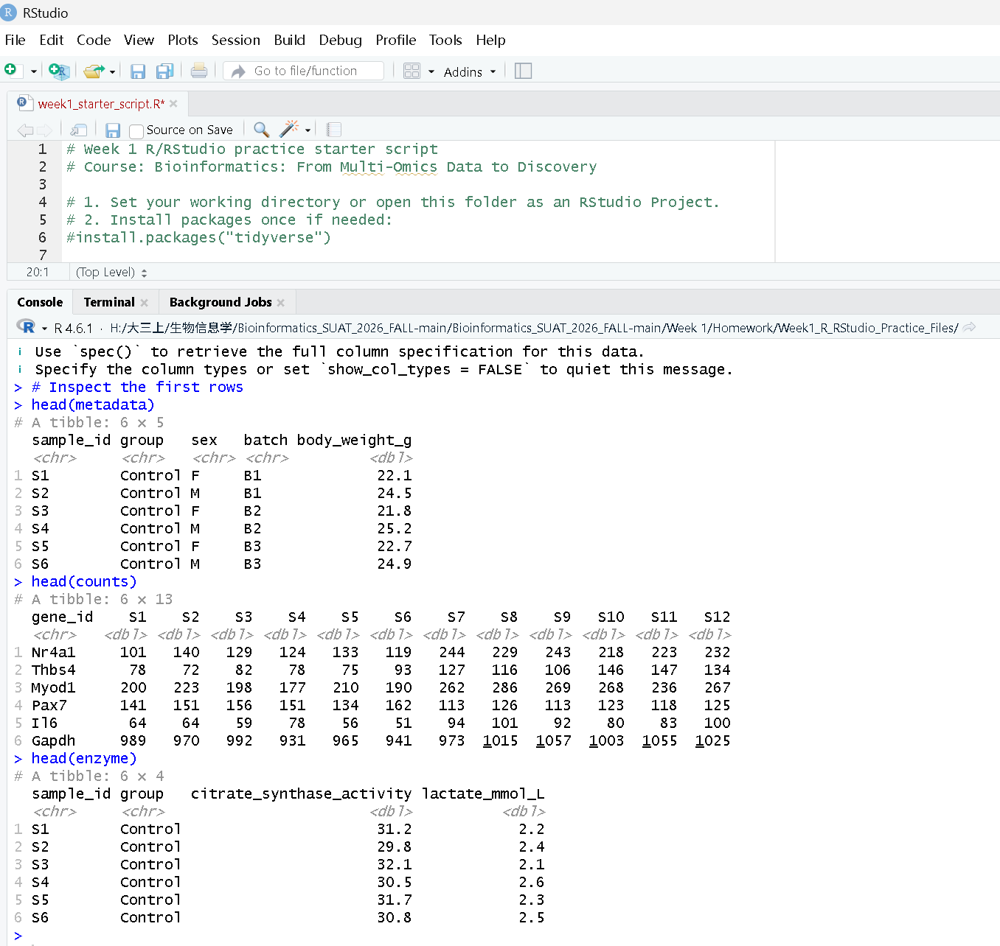 RStudio
File Edit Code View Plots Session Build Debug Profile Tools Help
Go to file/function Addins
week1_starter_script.R*
Source on Save
1 # Week 1 R/RStudio practice starter script
2 # Course: Bioinformatics: From Multi-Omics Data to Discovery
3
4 # 1. Set your working directory or open this folder as an RStudio Project.
5 # 2. Install packages once if needed:
6 #install.packages("tidyverse")
7
20:1 (Top Level)
Console Terminal Background Jobs
R 4.6.1 · H:/大三上/生物信息学/Bioinformatics_SUAT_2026_FALL-main/Bioinformatics_SUAT_2026_FALL-main/Week 1/Homework/Week1_R_RStudio_Practice_Files/
i Use `spec()` to retrieve the full column specification for this data.
i Specify the column types or set `show_col_types = FALSE` to quiet this message.
> # Inspect the first rows
> head(metadata)
# A tibble: 6 × 5
sample_id group sex batch body_weight_g
<chr> <chr> <chr> <chr> <dbl>
1 S1 Control F B1 22.1
2 S2 Control M B1 24.5
3 S3 Control F B2 21.8
4 S4 Control M B2 25.2
5 S5 Control F B3 22.7
6 S6 Control M B3 24.9
> head(counts)
# A tibble: 6 × 13
gene_id S1 S2 S3 S4 S5 S6 S7 S8 S9 S10 S11 S12
<chr> <dbl> <dbl> <dbl> <dbl> <dbl> <dbl> <dbl> <dbl> <dbl> <dbl> <dbl> <dbl>
1 Nr4a1 101 140 129 124 133 119 244 229 243 218 223 232
2 Thbs4 78 72 82 78 75 93 127 116 106 146 147 134
3 Myod1 200 223 198 177 210 190 262 286 269 268 236 267
4 Pax7 141 151 156 151 134 162 113 126 113 123 118 125
5 Il6 64 64 59 78 56 51 94 101 92 80 83 100
6 Gapdh 989 970 992 931 965 941 973 1015 1057 1003 1055 1025
> head(enzyme)
# A tibble: 6 × 4
sample_id group citrate_synthase_activity lactate_mmol_L
<chr> <chr> <dbl> <dbl>
1 S1 Control 31.2 2.2
2 S2 Control 29.8 2.4
3 S3 Control 32.1 2.1
4 S4 Control 30.5 2.6
5 S5 Control 31.7 2.3
6 S6 Control 30.8 2.5
>